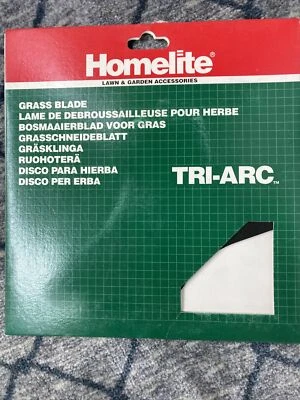 Homelite®
LAWN & GARDEN ACCESSORIES
GRASS BLADE
LAME DE DEBROUSSAILLEUSE POUR HERBE
BOSMAAIERBLAD VOOR GRAS
GRASSCHNEIDEBLATT
GRÄSKLINGA
RUOHOTERÄ
DISCO PARA HIERBA
DISCO PER ERBA
TRI-ARC™